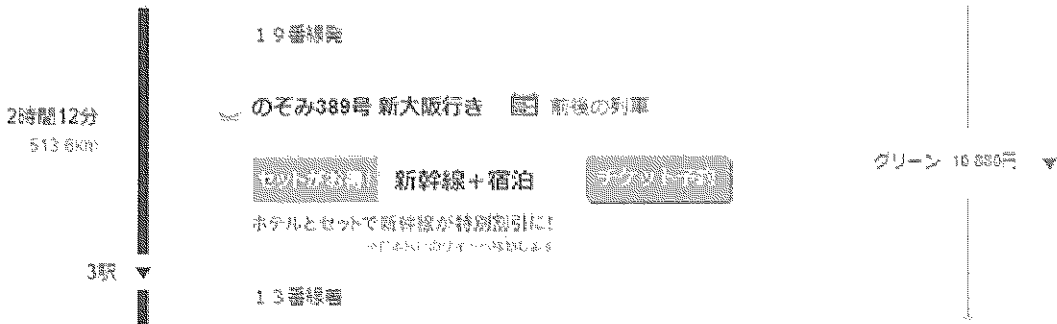 19番線発
2時間12分
513.6km
のぞみ389号 新大阪行き 前後の列車
グリーン 10,680円 ▼
セットがお得! 新幹線+宿泊 チケット予約
ホテルとセットで新幹線が特別割引に!
3駅 ▼
13番線着